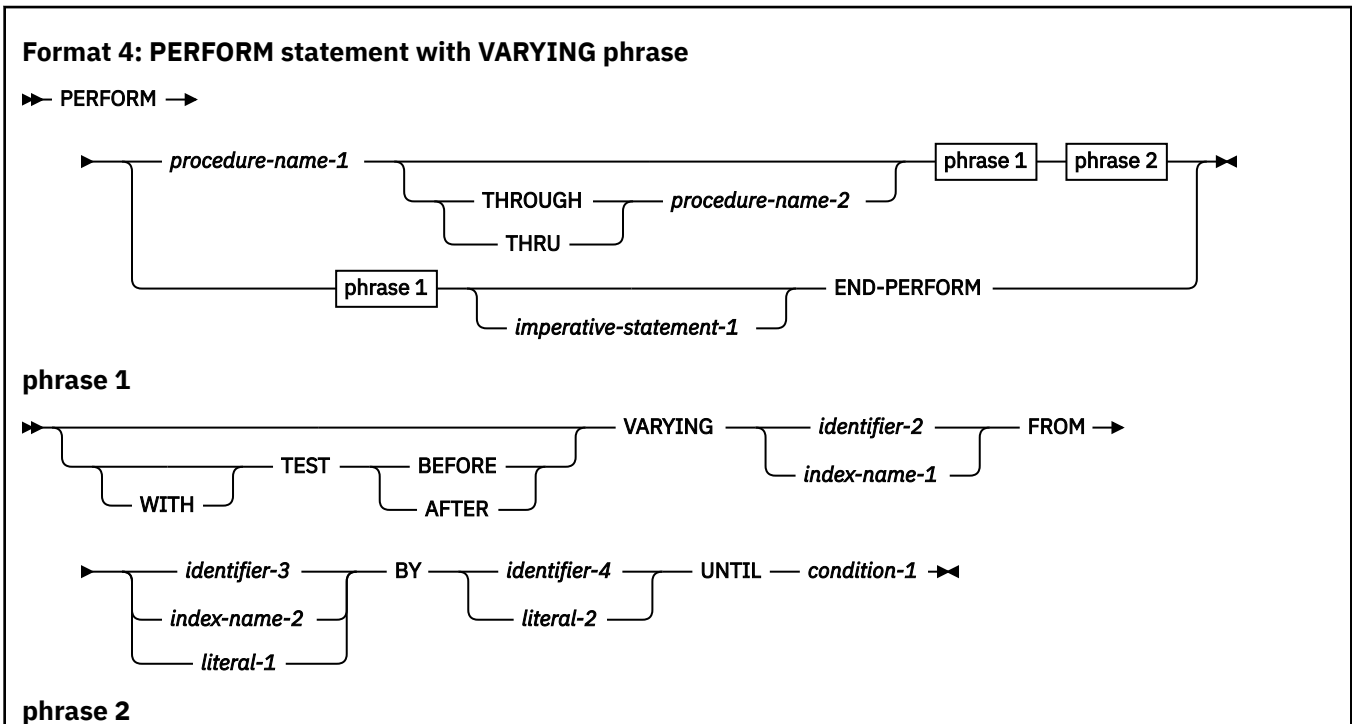 Format 4: PERFORM statement with VARYING phrase
PERFORM
procedure-name-1 phrase 1 phrase 2
THROUGH procedure-name-2
THRU
phrase 1 END-PERFORM
imperative-statement-1
phrase 1
VARYING identifier-2 FROM
TEST BEFORE index-name-1
WITH AFTER
identifier-3 BY identifier-4 UNTIL condition-1
index-name-2 literal-2
literal-1
phrase 2